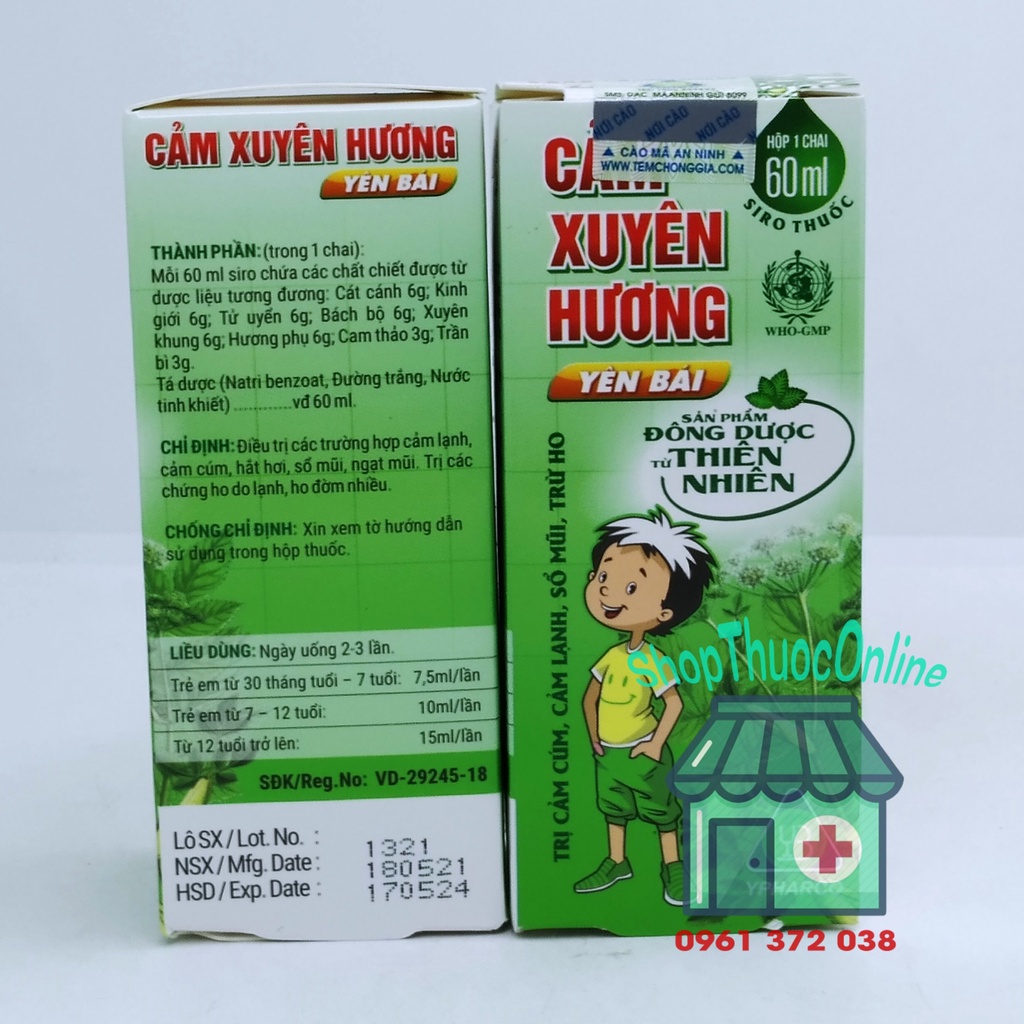 CẢM XUYÊN HƯƠNG
YÊN BÁI
THÀNH PHẦN: (trong 1 chai):
Mỗi 60 ml siro chứa các chất chiết được từ
dược liệu tương đương: Cát cánh 6g; Kinh
giới 6g; Tử uyển 6g; Bách bộ 6g; Xuyên
khung 6g; Hương phụ 6g; Cam thảo 3g; Trần
bì 3g.
Tá dược (Natri benzoat, Đường trắng, Nước
tinh khiết) .............vđ 60 ml.
CHỈ ĐỊNH: Điều trị các trường hợp cảm lạnh,
cảm cúm, hắt hơi, sổ mũi, ngạt mũi. Trị các
chứng ho do lạnh, ho đờm nhiều.
CHỐNG CHỈ ĐỊNH: Xin xem tờ hướng dẫn
sử dụng trong hộp thuốc.
LIỀU DÙNG: Ngày uống 2-3 lần.
Trẻ em từ 30 tháng tuổi – 7 tuổi: 7,5ml/lần
Trẻ em từ 7 – 12 tuổi: 10ml/lần
Từ 12 tuổi trở lên: 15ml/lần
SĐK/Reg.No: VD-29245-18
Lô SX / Lot. No. : 1321
NSX / Mfg. Date : 180521
HSD / Exp. Date : 170524
NƠI CÀO NƠI CÀO NƠI CÀO
▲ CÀO MÃ AN NINH ▲
WWW.TEMCHONGGIA.COM
HỘP 1 CHAI
60ml
SIRO THUỐC
CẢM
XUYÊN
HƯƠNG
YÊN BÁI
WHO-GMP
SẢN PHẨM
ĐÔNG DƯỢC
TỪ THIÊN
NHIÊN
TRỊ CẢM CÚM, CẢM LẠNH, SỔ MŨI, TRỪ HO
ShopThuocOnline
YPHARCO
0961 372 038